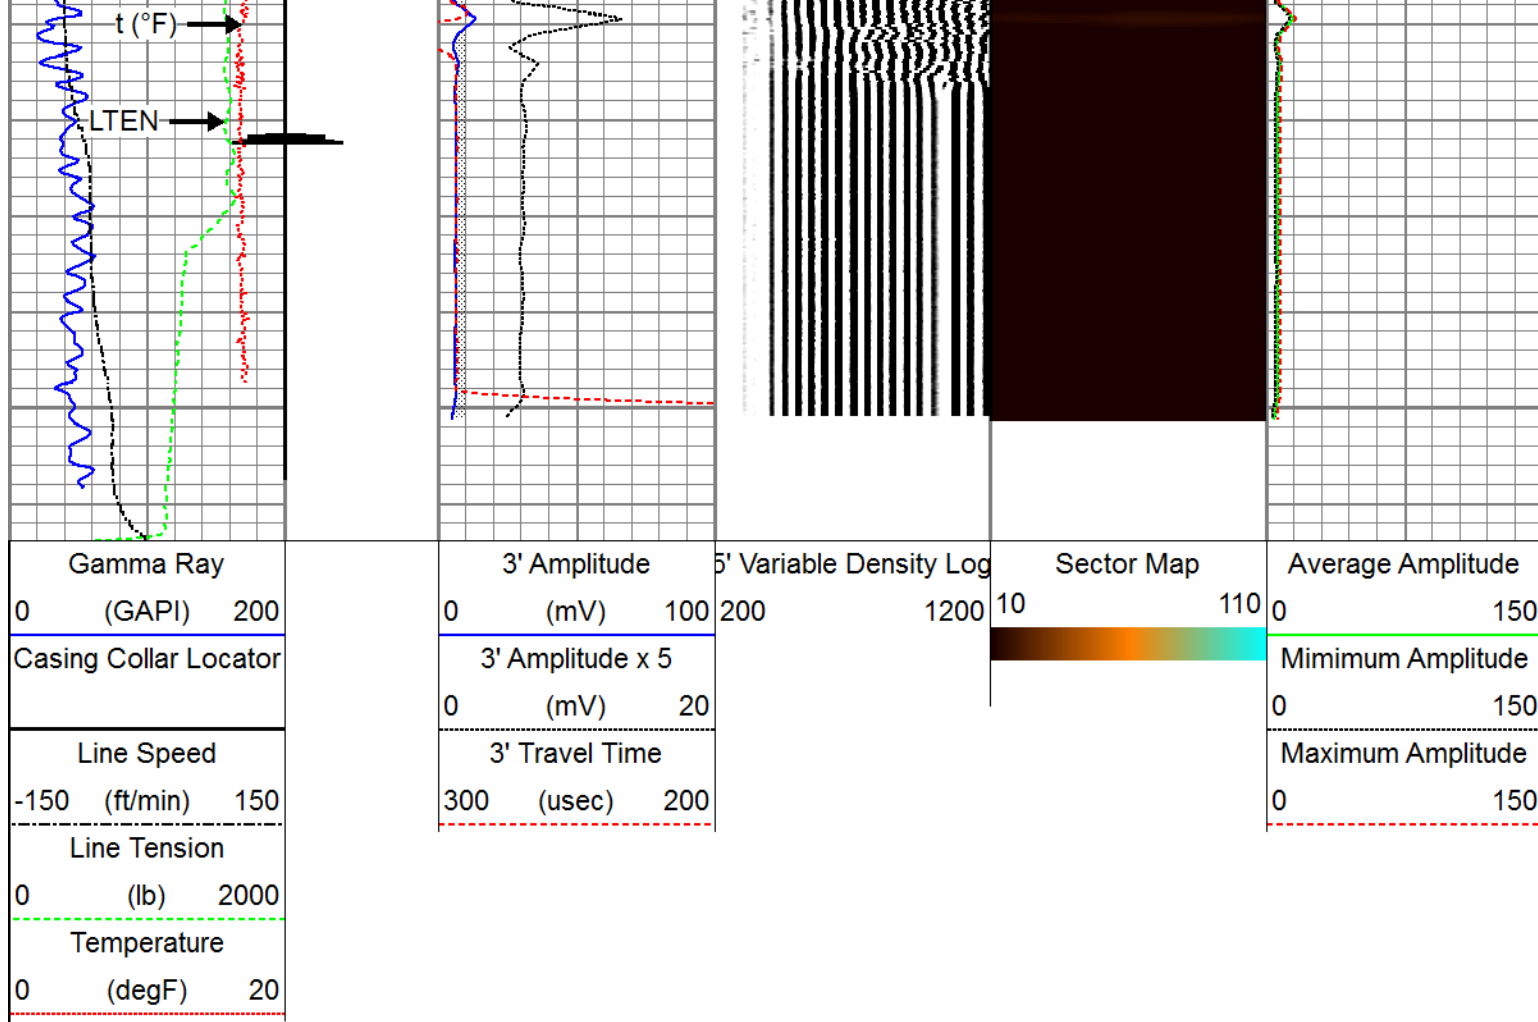 t (°F)
LTEN
Gamma Ray
0 (GAPI) 200
Casing Collar Locator
Line Speed
-150 (ft/min) 150
Line Tension
0 (lb) 2000
Temperature
0 (degF) 20
3' Amplitude
0 (mV) 100
3' Amplitude x 5
0 (mV) 20
3' Travel Time
300 (usec) 200
5' Variable Density Log
200 1200
Sector Map
10 110
Average Amplitude
0 150
Mimimum Amplitude
0 150
Maximum Amplitude
0 150